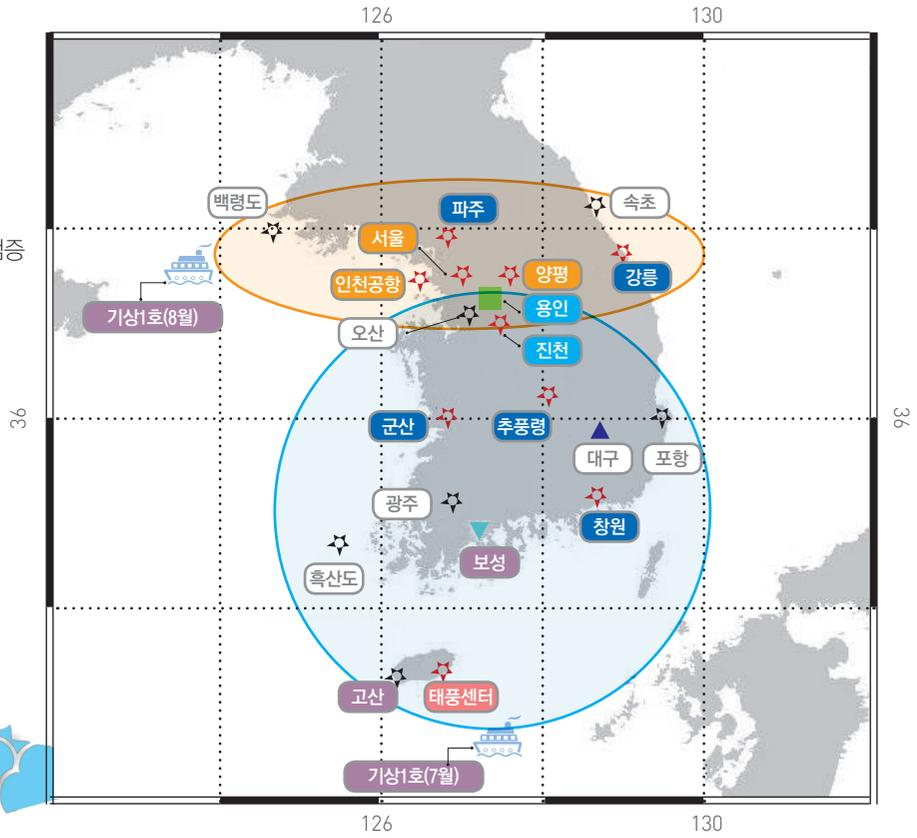 126
130
백령도
속초
파주
서울
양평
강릉
인천공항
기상1호(8월)
용인
오산
진천
36
36
군산
추풍령
대구
포항
광주
창원
보성
흑산도
고산
태풍센터
기상1호(7월)
126
130